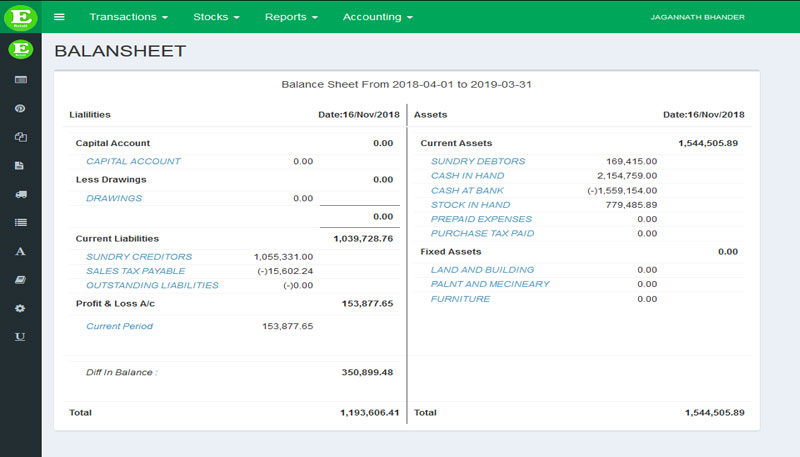 E
Retail
Transactions Stocks Reports Accounting JAGANNATH BHANDER
E
BALANSHEET
Balance Sheet From 2018-04-01 to 2019-03-31
Lialilities Date:16/Nov/2018 Assets Date:16/Nov/2018
Capital Account 0.00 Current Assets 1,544,505.89
CAPITAL ACCOUNT 0.00 SUNDRY DEBTORS 169,415.00
CASH IN HAND 2,154,759.00
Less Drawings 0.00 CASH AT BANK (-)1,559,154.00
DRAWINGS 0.00 STOCK IN HAND 779,485.89
0.00 PREPAID EXPENSES 0.00
PURCHASE TAX PAID 0.00
Current Liabilities 1,039,728.76 Fixed Assets 0.00
SUNDRY CREDITORS 1,055,331.00 LAND AND BUILDING 0.00
SALES TAX PAYABLE (-)15,602.24 PALNT AND MECINEARY 0.00
OUTSTANDING LIABILITIES (-)0.00 FURNITURE 0.00
Profit & Loss A/c 153,877.65
Current Period 153,877.65
Diff In Balance : 350,899.48
Total 1,193,606.41 Total 1,544,505.89
A
U